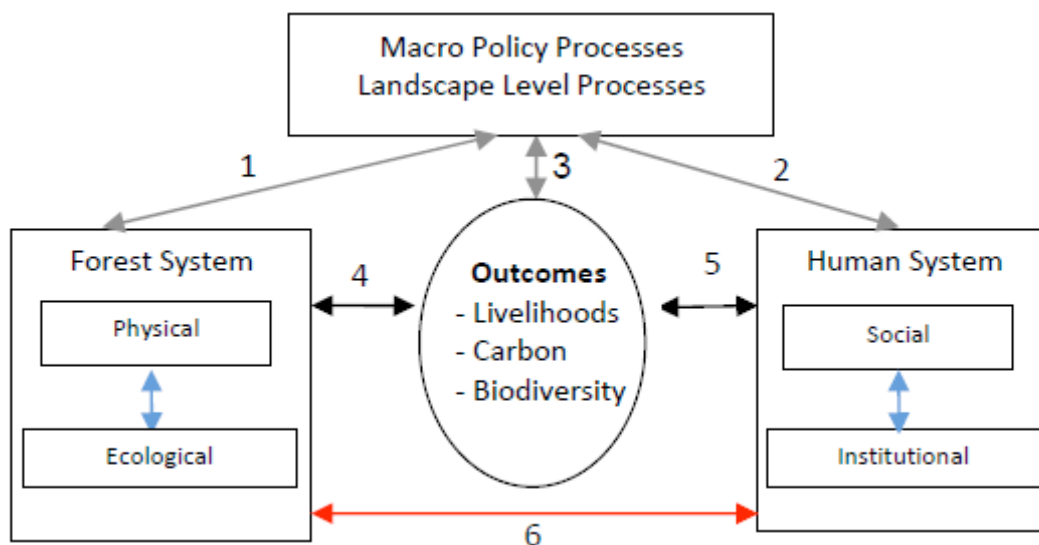 Macro Policy Processes
Landscape Level Processes
1
3
2
Forest System
Physical
Ecological
4
Outcomes
- Livelihoods
- Carbon
- Biodiversity
5
Human System
Social
Institutional
6